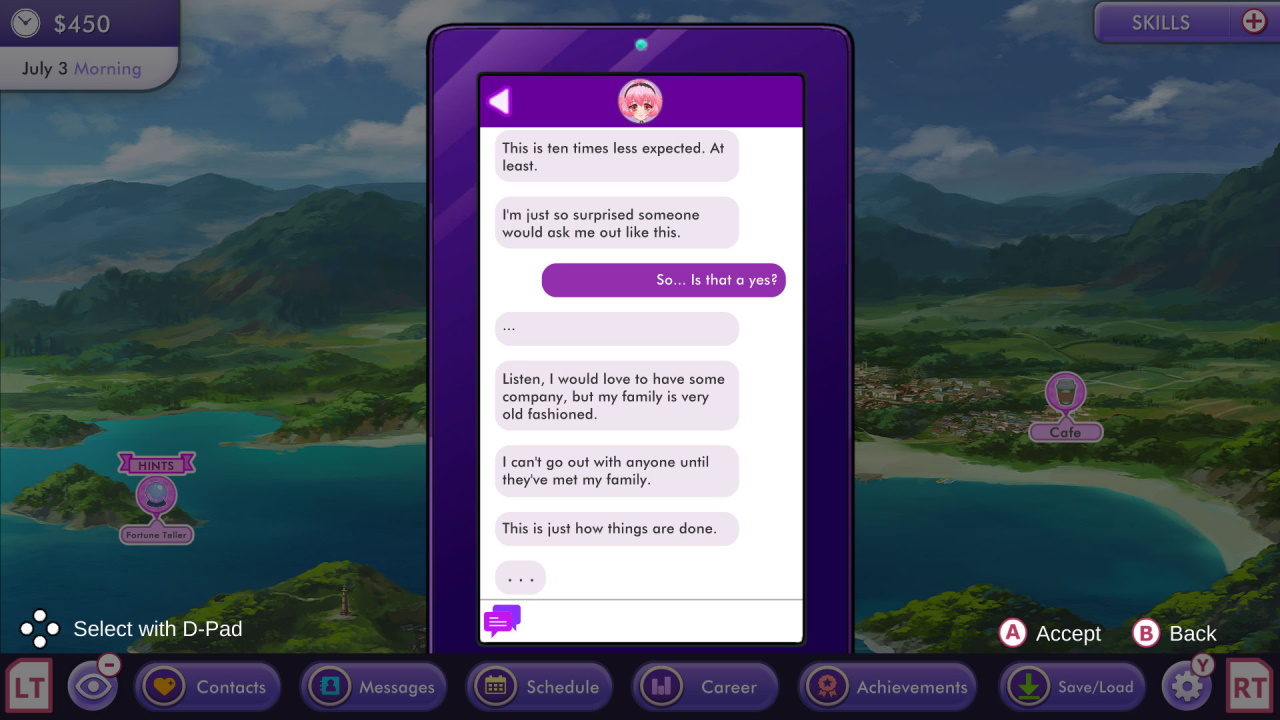 $450
SKILLS
July 3 Morning
This is ten times less expected. At
least.
I'm just so surprised someone
would ask me out like this.
So... Is that a yes?
...
Listen, I would love to have some
company, but my family is very
old fashioned.
I can't go out with anyone until
they've met my family.
This is just how things are done.
...
Cafe
HINTS
Fortune Teller
Select with D-Pad
A Accept
B Back
LT
Contacts
Messages
Schedule
Career
Achievements
Save/Load
Y
RT